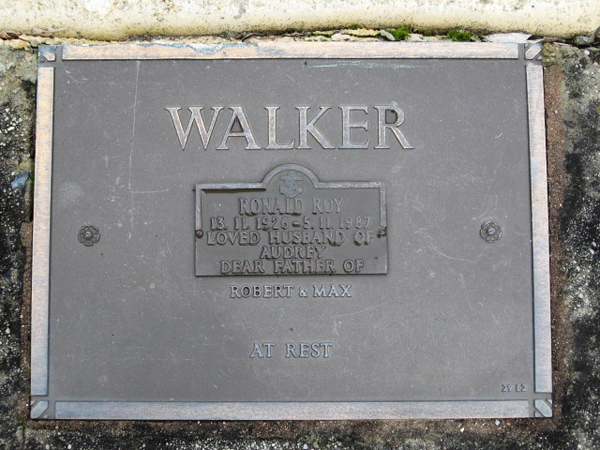 WALKER
RONALD ROY
13. 11. 1926 - 5. 11. 1987
LOVED HUSBAND OF
AUDREY
DEAR FATHER OF
ROBERT & MAX
AT REST